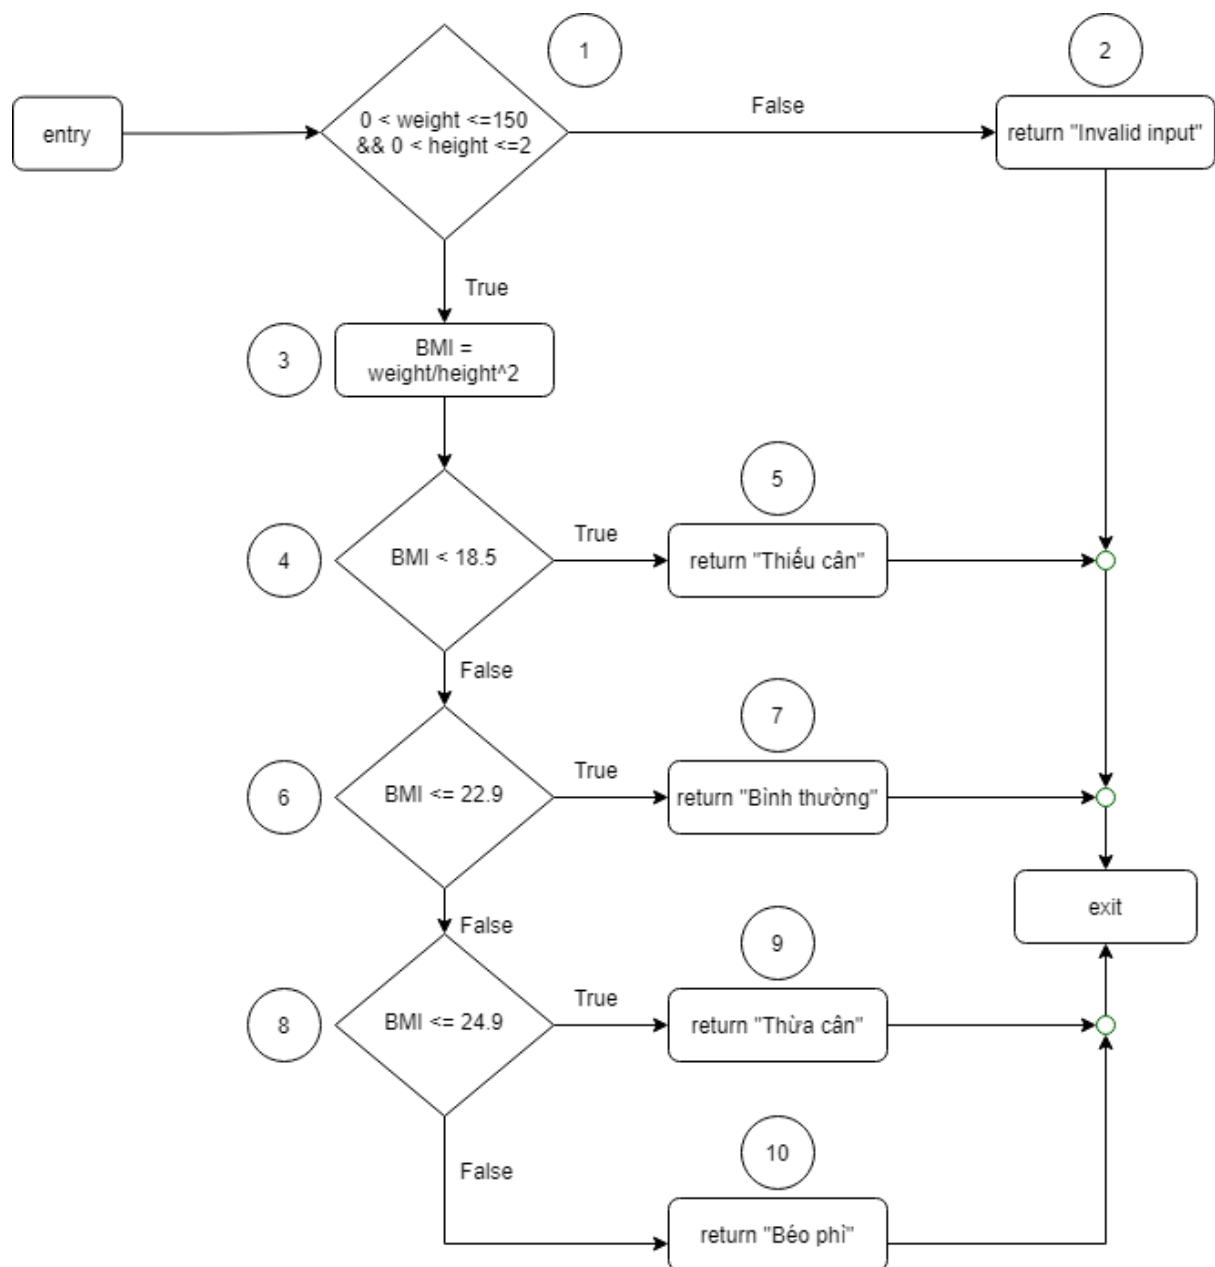 1
2
entry
0 < weight <=150
&& 0 < height <=2
False
return "Invalid input"
True
3
BMI =
weight/height^2
4
BMI < 18.5
True
5
return "Thiếu cân"
False
6
BMI <= 22.9
True
7
return "Bình thường"
exit
False
8
BMI <= 24.9
True
9
return "Thừa cân"
False
10
return "Béo phì"